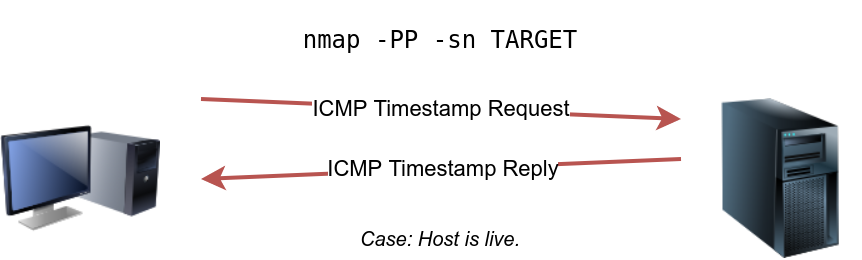 nmap -PP -sn TARGET
ICMP Timestamp Request
ICMP Timestamp Reply
Case: Host is live.